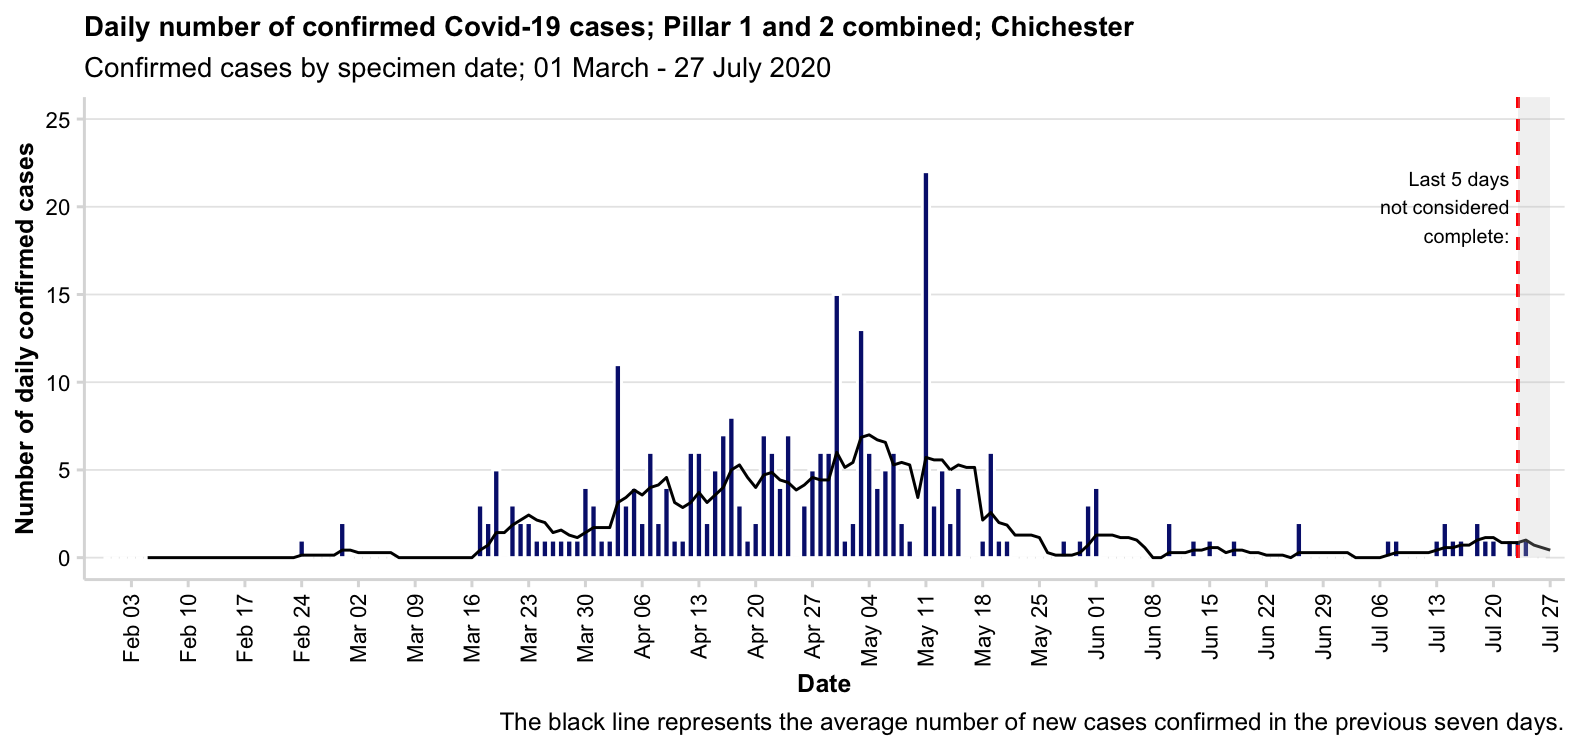 Daily number of confirmed Covid-19 cases; Pillar 1 and 2 combined; Chichester
Confirmed cases by specimen date; 01 March - 27 July 2020
Number of daily confirmed cases
25
20
15
10
5
0
Last 5 days
not considered
complete:
Feb 03
Feb 10
Feb 17
Feb 24
Mar 02
Mar 09
Mar 16
Mar 23
Mar 30
Apr 06
Apr 13
Apr 20
Apr 27
May 04
May 11
May 18
May 25
Jun 01
Jun 08
Jun 15
Jun 22
Jun 29
Jul 06
Jul 13
Jul 20
Jul 27
Date
The black line represents the average number of new cases confirmed in the previous seven days.